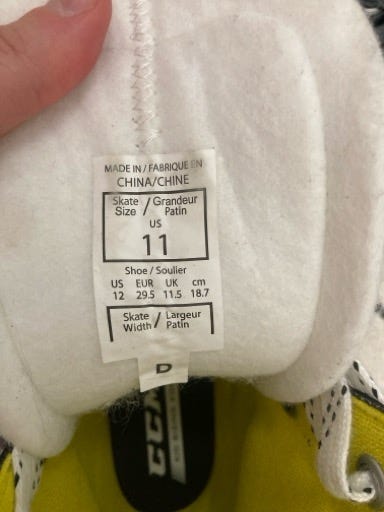 MADE IN / FABRIQUE EN
CHINA/CHINE
Skate / Grandeur
Size Patin
US
11
Shoe / Soulier
US EUR UK cm
12 29.5 11.5 18.7
Skate / Largeur
Width Patin
D
CCM